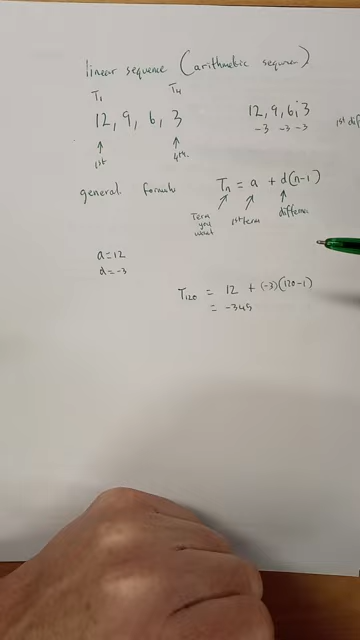 linear sequence (arithmetic sequence)
T₁ T₄
12, 9, 6, 3 12, 9, 6, 3
-3 -3 -3 1st dif
1st 4th
general formula Tn = a + d(n-1)
Term you want 1st term difference
a = 12
d = -3
T₁₂₀ = 12 + (-3)(120-1)
= -345